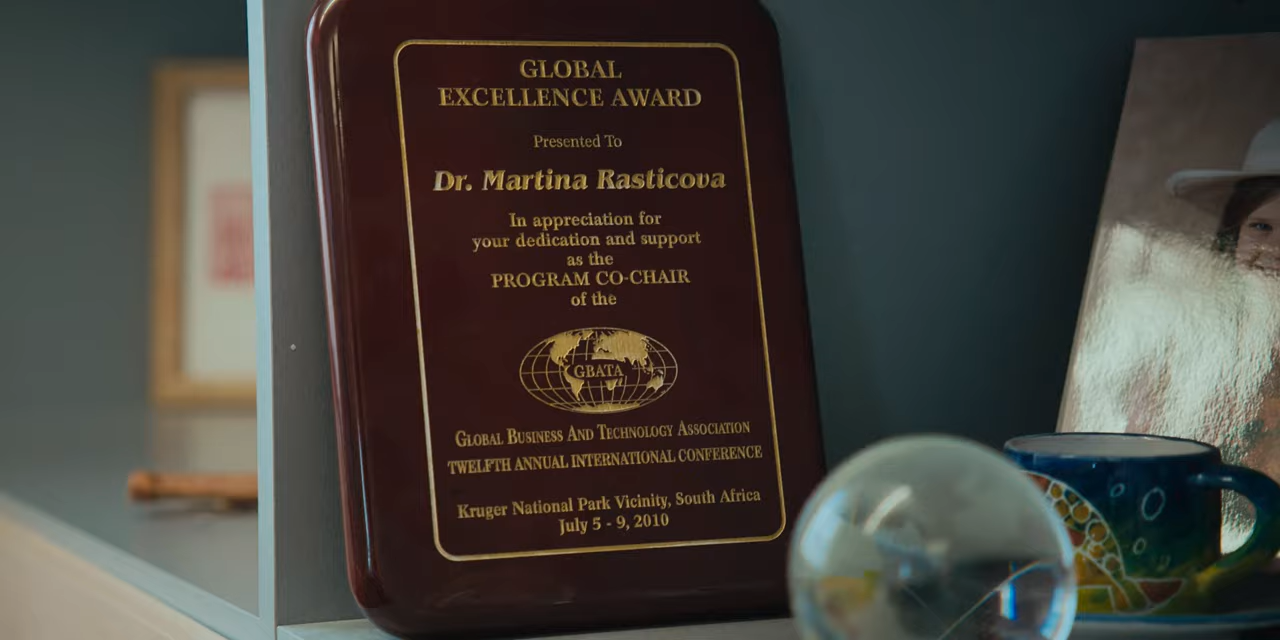 GLOBAL
EXCELLENCE AWARD
Presented To
Dr. Martina Rasticova
In appreciation for
your dedication and support
as the
PROGRAM CO-CHAIR
of the
GBATA
GLOBAL BUSINESS AND TECHNOLOGY ASSOCIATION
TWELFTH ANNUAL INTERNATIONAL CONFERENCE
Kruger National Park Vicinity, South Africa
July 5 - 9, 2010